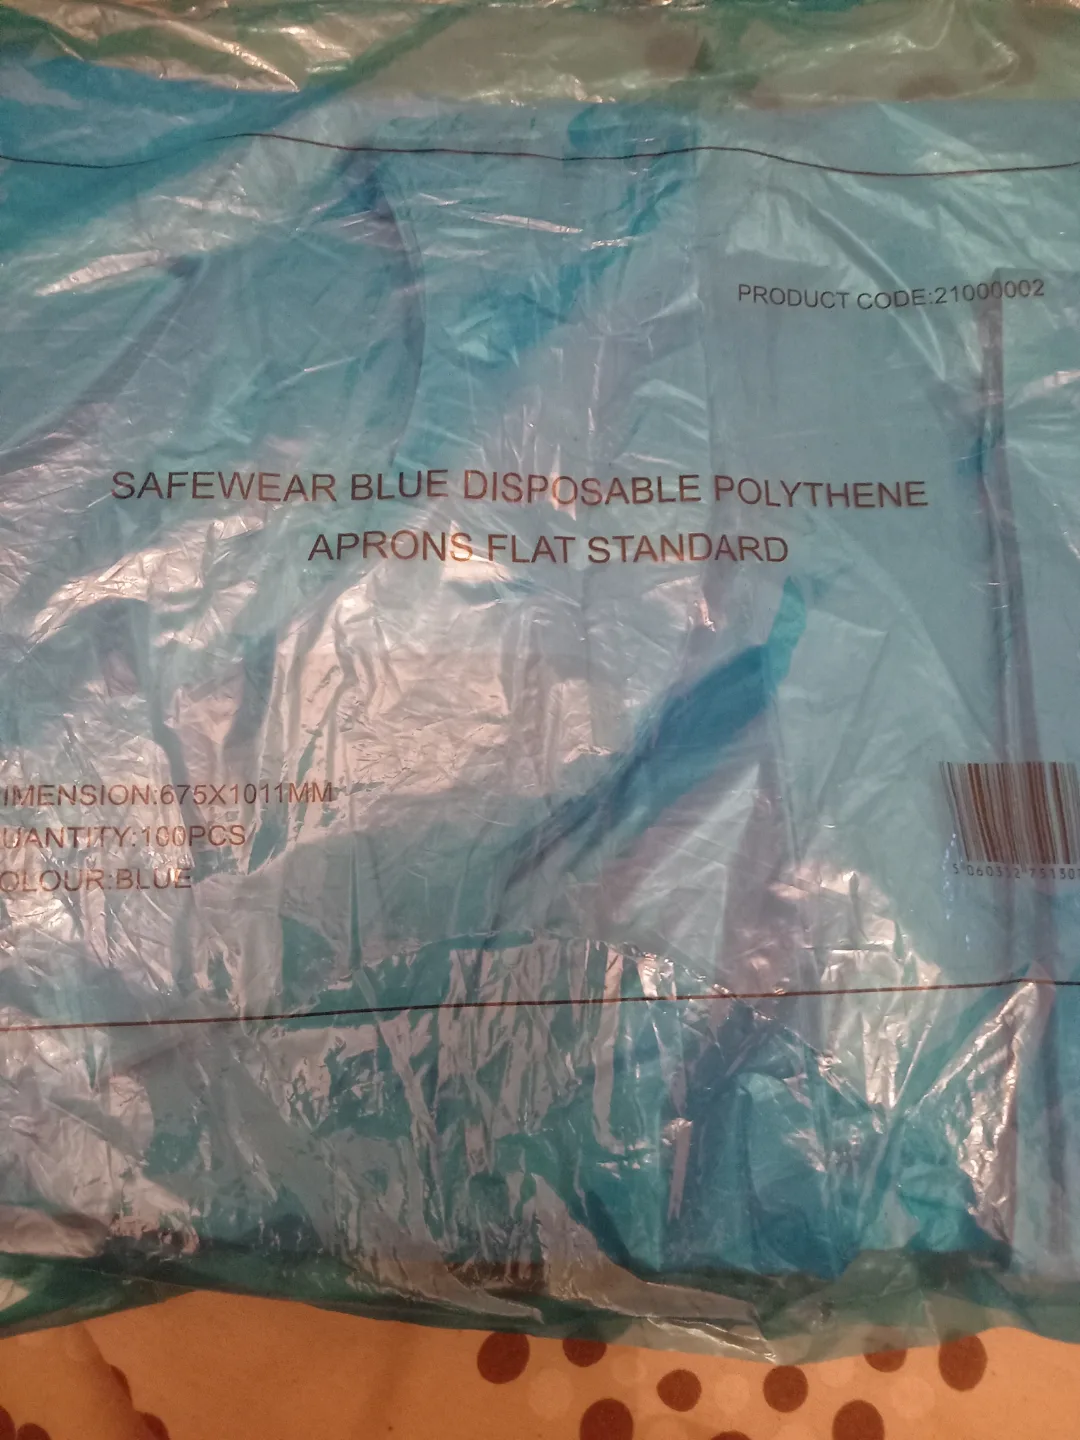 PRODUCT CODE:21000002
SAFEWEAR BLUE DISPOSABLE POLYTHENE
APRONS FLAT STANDARD
IMENSION:675X1011MM
UANTITY:100PCS
OLOUR:BLUE